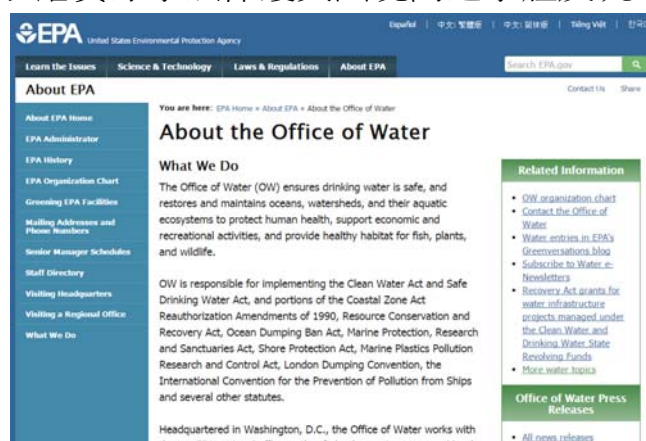 EPA United States Environmental Protection Agency
Español | 中文: 繁體版 | 中文: 简体版 | Tiếng Việt | 한국
Learn the Issues Science & Technology Laws & Regulations About EPA
Search EPA.gov
About EPA
Contact Us Share
About EPA Home
EPA Administrator
EPA History
EPA Organization Chart
Greening EPA Facilities
Mailing Addresses and
Phone Numbers
Senior Manager Schedules
Staff Directory
Visiting Headquarters
Visiting a Regional Office
What We Do
You are here: EPA Home » About EPA » About the Office of Water
About the Office of Water
What We Do
The Office of Water (OW) ensures drinking water is safe, and
restores and maintains oceans, watersheds, and their aquatic
ecosystems to protect human health, support economic and
recreational activities, and provide healthy habitat for fish, plants,
and wildlife.
OW is responsible for implementing the Clean Water Act and Safe
Drinking Water Act, and portions of the Coastal Zone Act
Reauthorization Amendments of 1990, Resource Conservation and
Recovery Act, Ocean Dumping Ban Act, Marine Protection, Research
and Sanctuaries Act, Shore Protection Act, Marine Plastics Pollution
Research and Control Act, London Dumping Convention, the
International Convention for the Prevention of Pollution from Ships
and several other statutes.
Headquartered in Washington, D.C., the Office of Water works with
Related Information
OW organization chart
Contact the Office of
Water
Water entries in EPA's
Greenversations blog
Subscribe to Water e-
Newsletters
Recovery Act grants for
water infrastructure
projects managed under
the Clean Water and
Drinking Water State
Revolving Funds
More water topics
Office of Water Press
Releases
All news releases